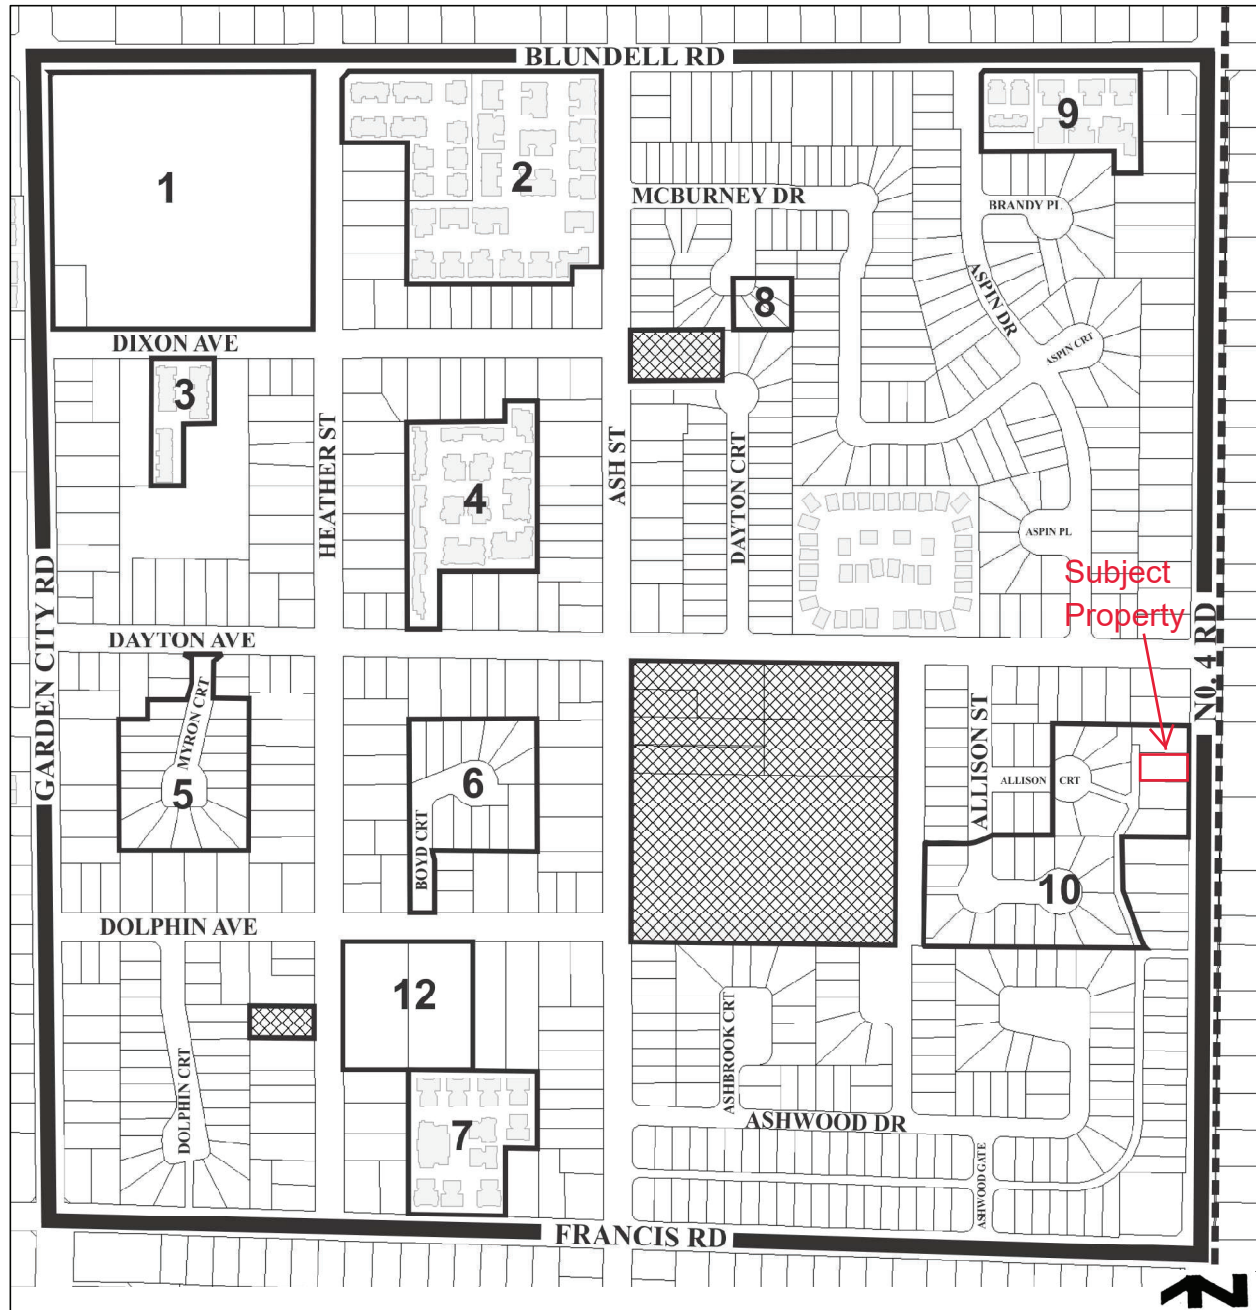 BLUNDELL RD
1
2
9
MCBURNEY DR
BRANDY PL
ASPIN DR
8
DIXON AVE
ASPIN CRT
3
HEATHER ST
ASH ST
4
DAYTON CRT
ASPIN PL
Subject
Property
GARDEN CITY RD
N0. 4 RD
DAYTON AVE
MYRON CRT
5
6
BOYD CRT
ALLISON ST
ALLISON CRT
10
DOLPHIN AVE
12
DOLPHIN CRT
7
ASHBROOK CRT
ASHWOOD DR
ASHWOOD GATE
FRANCIS RD
N